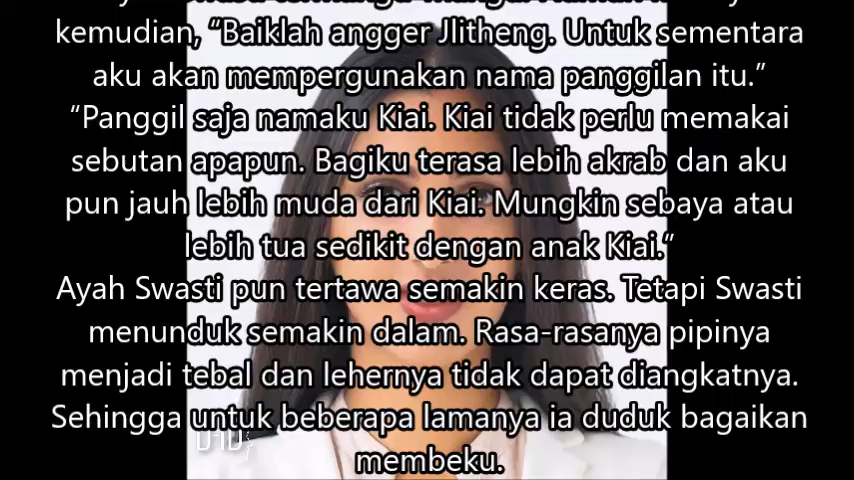 kemudian, “Baiklah angger Jlitheng. Untuk sementara
aku akan mempergunakan nama panggilan itu.”
“Panggil saja namaku Kiai. Kiai tidak perlu memakai
sebutan apapun. Bagiku terasa lebih akrab dan aku
pun jauh lebih muda dari Kiai. Mungkin sebaya atau
lebih tua sedikit dengan anak Kiai.”
Ayah Swasti pun tertawa semakin keras. Tetapi Swasti
menunduk semakin dalam. Rasa-rasanya pipinya
menjadi tebal dan lehernya tidak dapat diangkatnya.
Sehingga untuk beberapa lamanya ia duduk bagaikan
membeku.